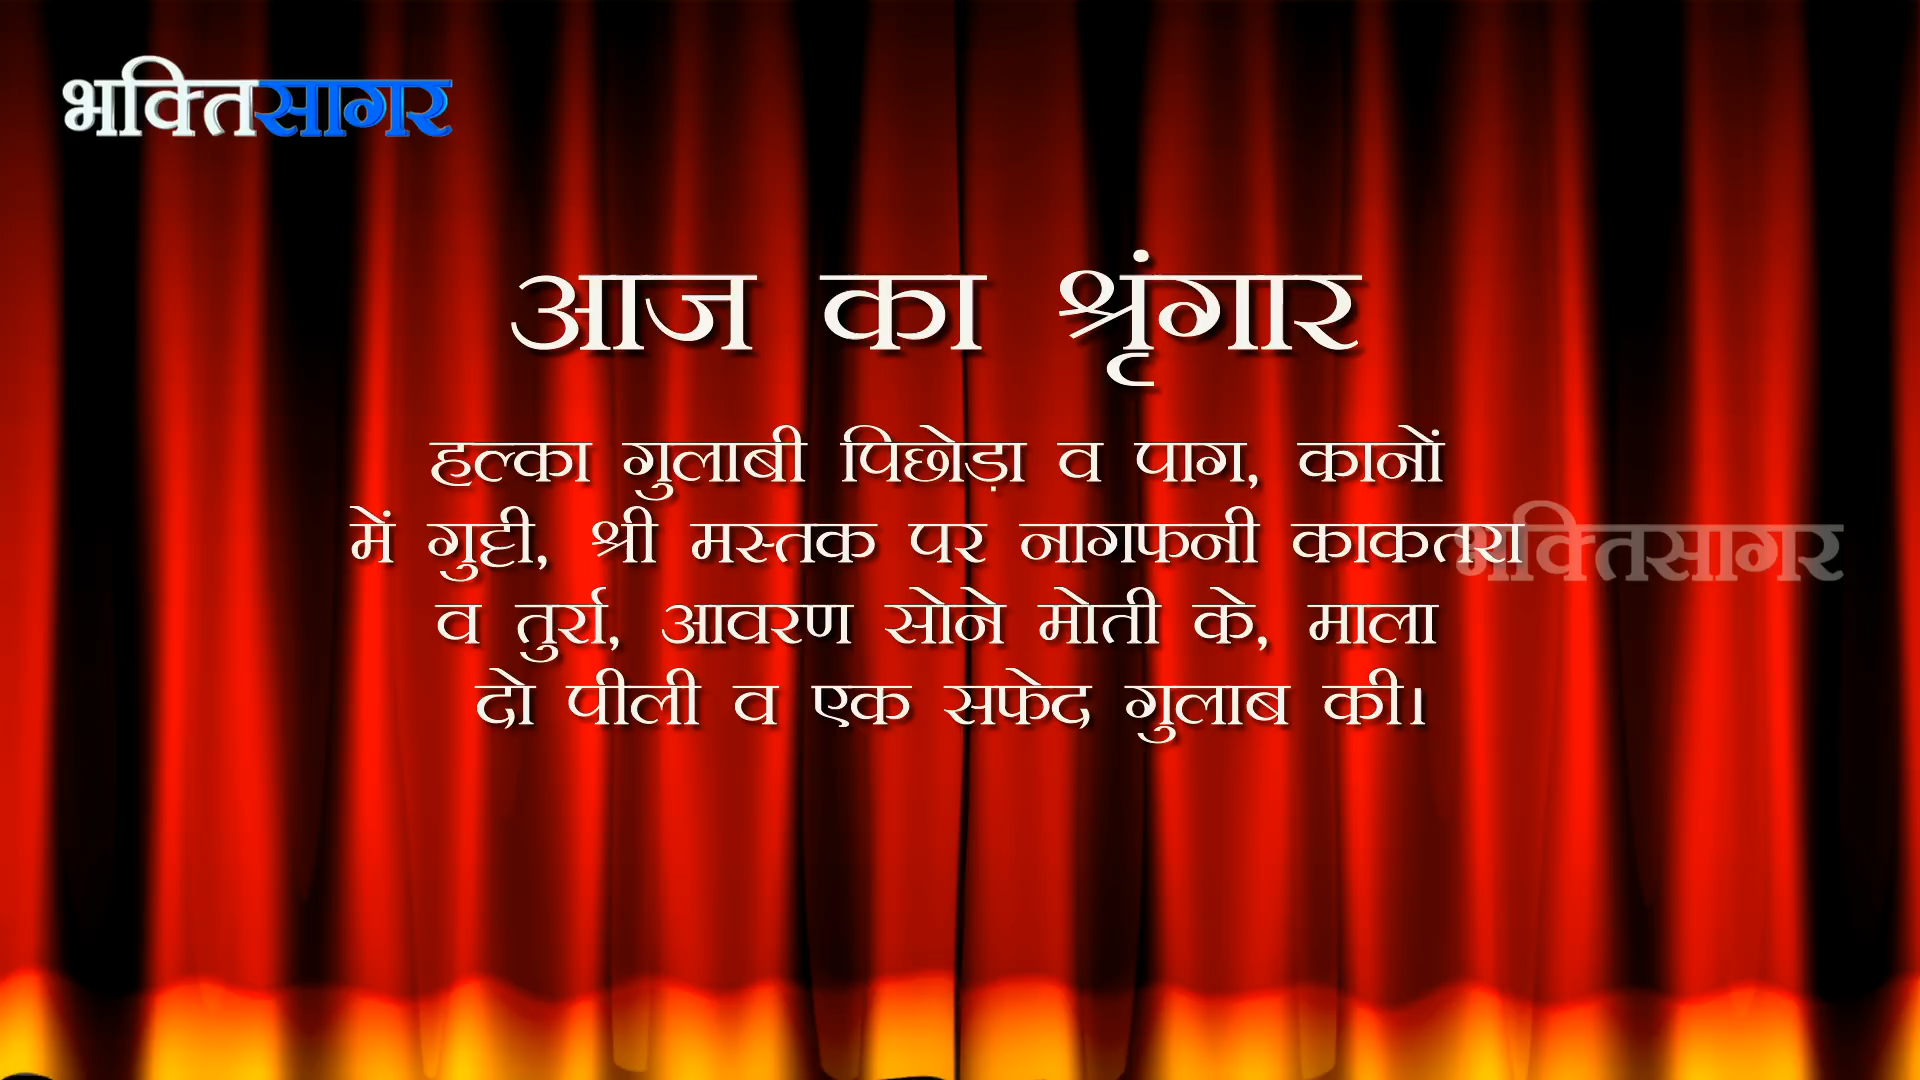 भक्तिसागर
आज का श्रृंगार
हल्का गुलाबी पिछोड़ा व पाग, कानों
में गुट्टी, श्री मस्तक पर नागफनी काकतरा
भक्तिसागर
व तुर्रा, आवरण सोने मोती के, माला
दो पीली व एक सफेद गुलाब की।